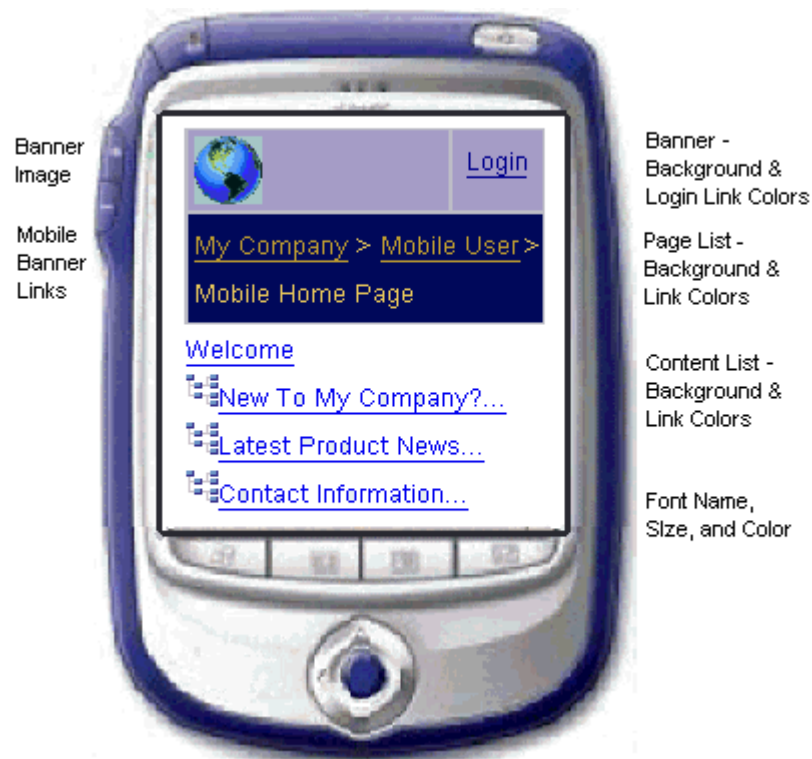 Banner
Image
Mobile
Banner
Links
Login
My Company > Mobile User >
Mobile Home Page
Welcome
New To My Company?...
Latest Product News...
Contact Information...
Banner -
Background &
Login Link Colors
Page List -
Background &
Link Colors
Content List -
Background &
Link Colors
Font Name,
SIze, and Color